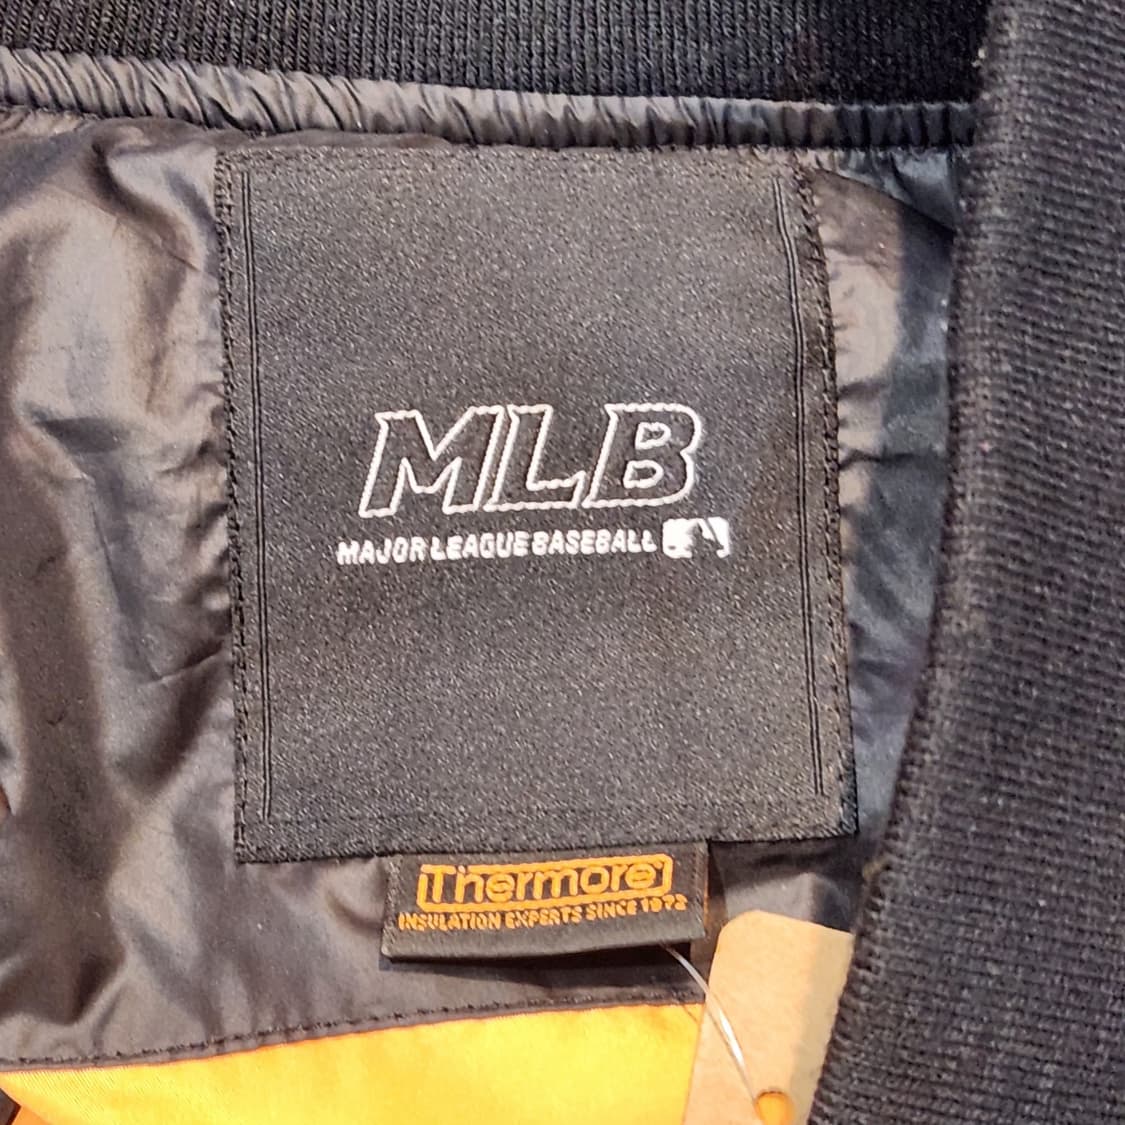 MLB
MAJOR LEAGUE BASEBALL
Thermore
INSULATION EXPERTS SINCE 1972